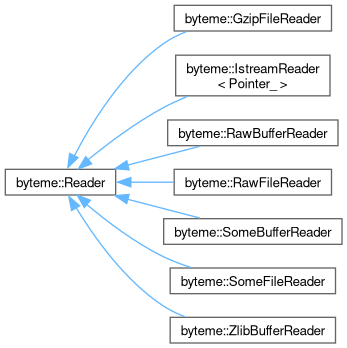 byteme::GzipFileReader
byteme::IstreamReader
< Pointer_ >
byteme::RawBufferReader
byteme::Reader
byteme::RawFileReader
byteme::SomeBufferReader
byteme::SomeFileReader
byteme::ZlibBufferReader